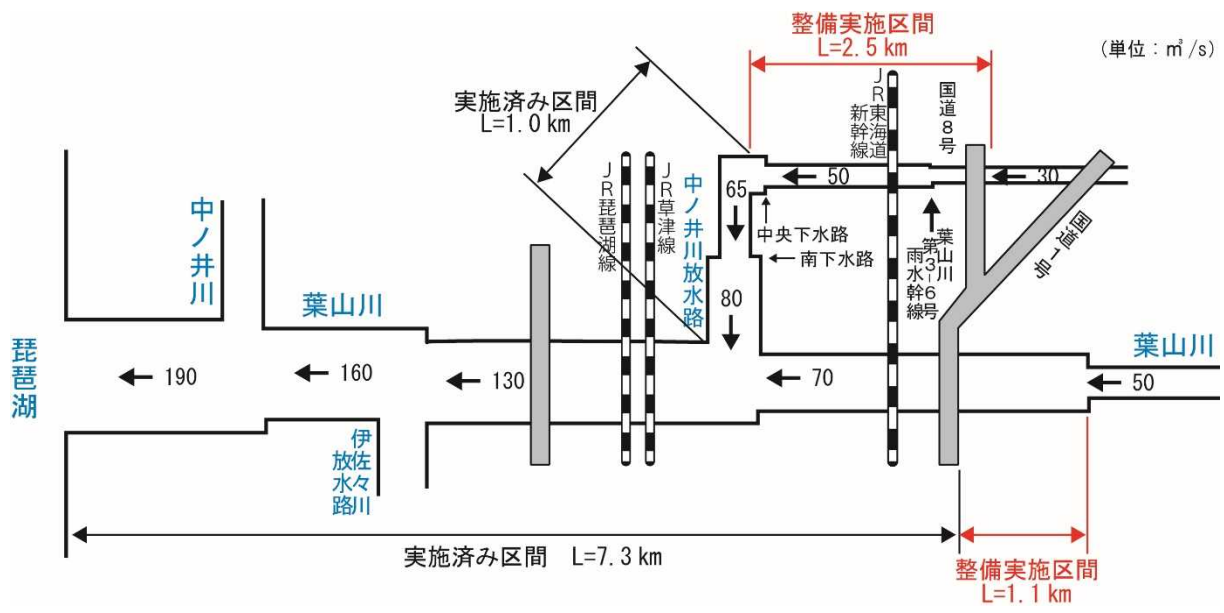 整備実施区間
L=2.5 km
(単位：㎥/s)
実施済み区間
L=1.0 km
JR東海道
新幹線
国道8号
JR琵琶湖線
JR草津線
中ノ井川放水路
65
50
30
中央下水路
南下水路
葉山川
第3-6号
雨水幹線
国道1号
中ノ井川
葉山川
80
葉山川
琵琶湖
190
160
130
70
50
伊佐々川
放水路
実施済み区間 L=7.3 km
整備実施区間
L=1.1 km